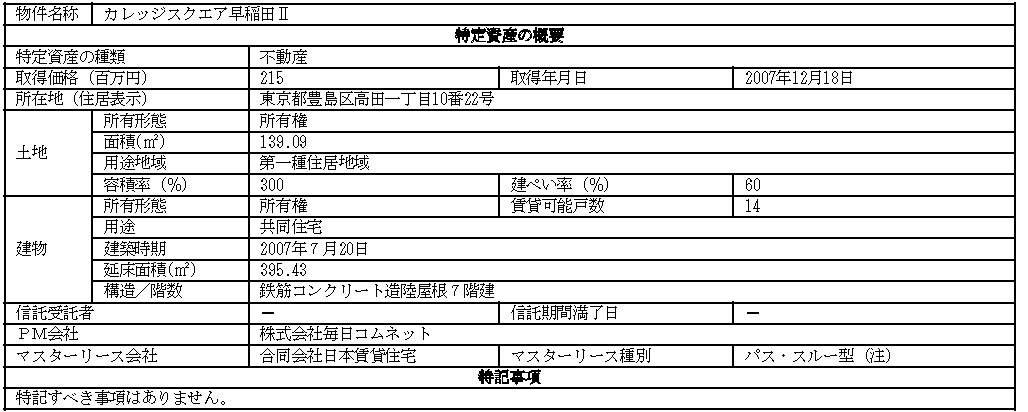 物件名称 カレッジスクエア早稲田Ⅱ
特定資産の概要
特定資産の種類 不動産
取得価格（百万円） 215 取得年月日 2007年12月18日
所在地（住居表示） 東京都豊島区高田一丁目10番22号
土地 所有形態 所有権
面積(㎡) 139.09
用途地域 第一種住居地域
容積率（％） 300 建ぺい率（％） 60
建物 所有形態 所有権 賃貸可能戸数 14
用途 共同住宅
建築時期 2007年７月20日
延床面積(㎡) 395.43
構造／階数 鉄筋コンクリート造陸屋根７階建
信託受託者 － 信託期間満了日 －
ＰＭ会社 株式会社毎日コムネット
マスターリース会社 合同会社日本賃貸住宅 マスターリース種別 パス・スルー型（注）
特記事項
特記すべき事項はありません。